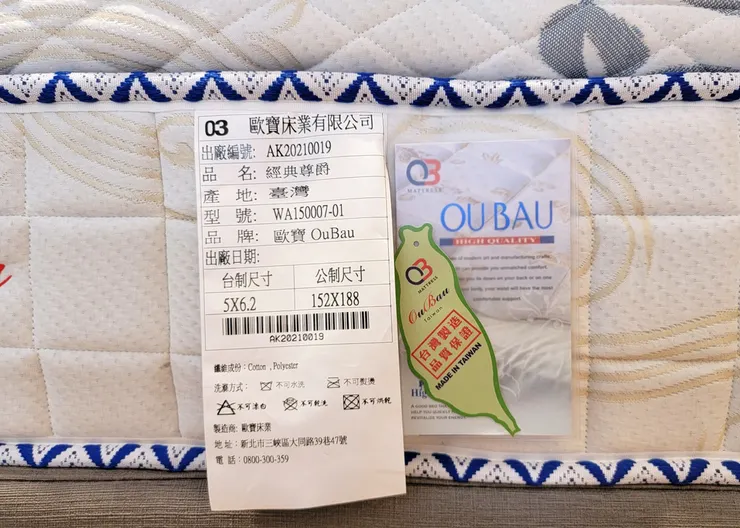 03 歐寶床業有限公司
出廠編號: AK20210019
品 名: 經典尊爵
產 地: 臺灣
型 號: WA150007-01
品 牌: 歐寶 OuBau
出廠日期:
台制尺寸 公制尺寸
5X6.2 152X188
AK20210019
纖維成份: Cotton , Polyester
洗滌方式: 不可水洗 不可熨燙
不可漂白 不可乾洗 不可烘乾
製造商: 歐寶床業
地 址: 新北市三峽區大同路39巷47號
電 話: 0800-300-359
OB
MATTRESS
OUBAU
HIGH QUALITY
OB
MATTRESS
OuBau
TAIWAN
台灣製造
品質保證
MADE IN TAIWAN